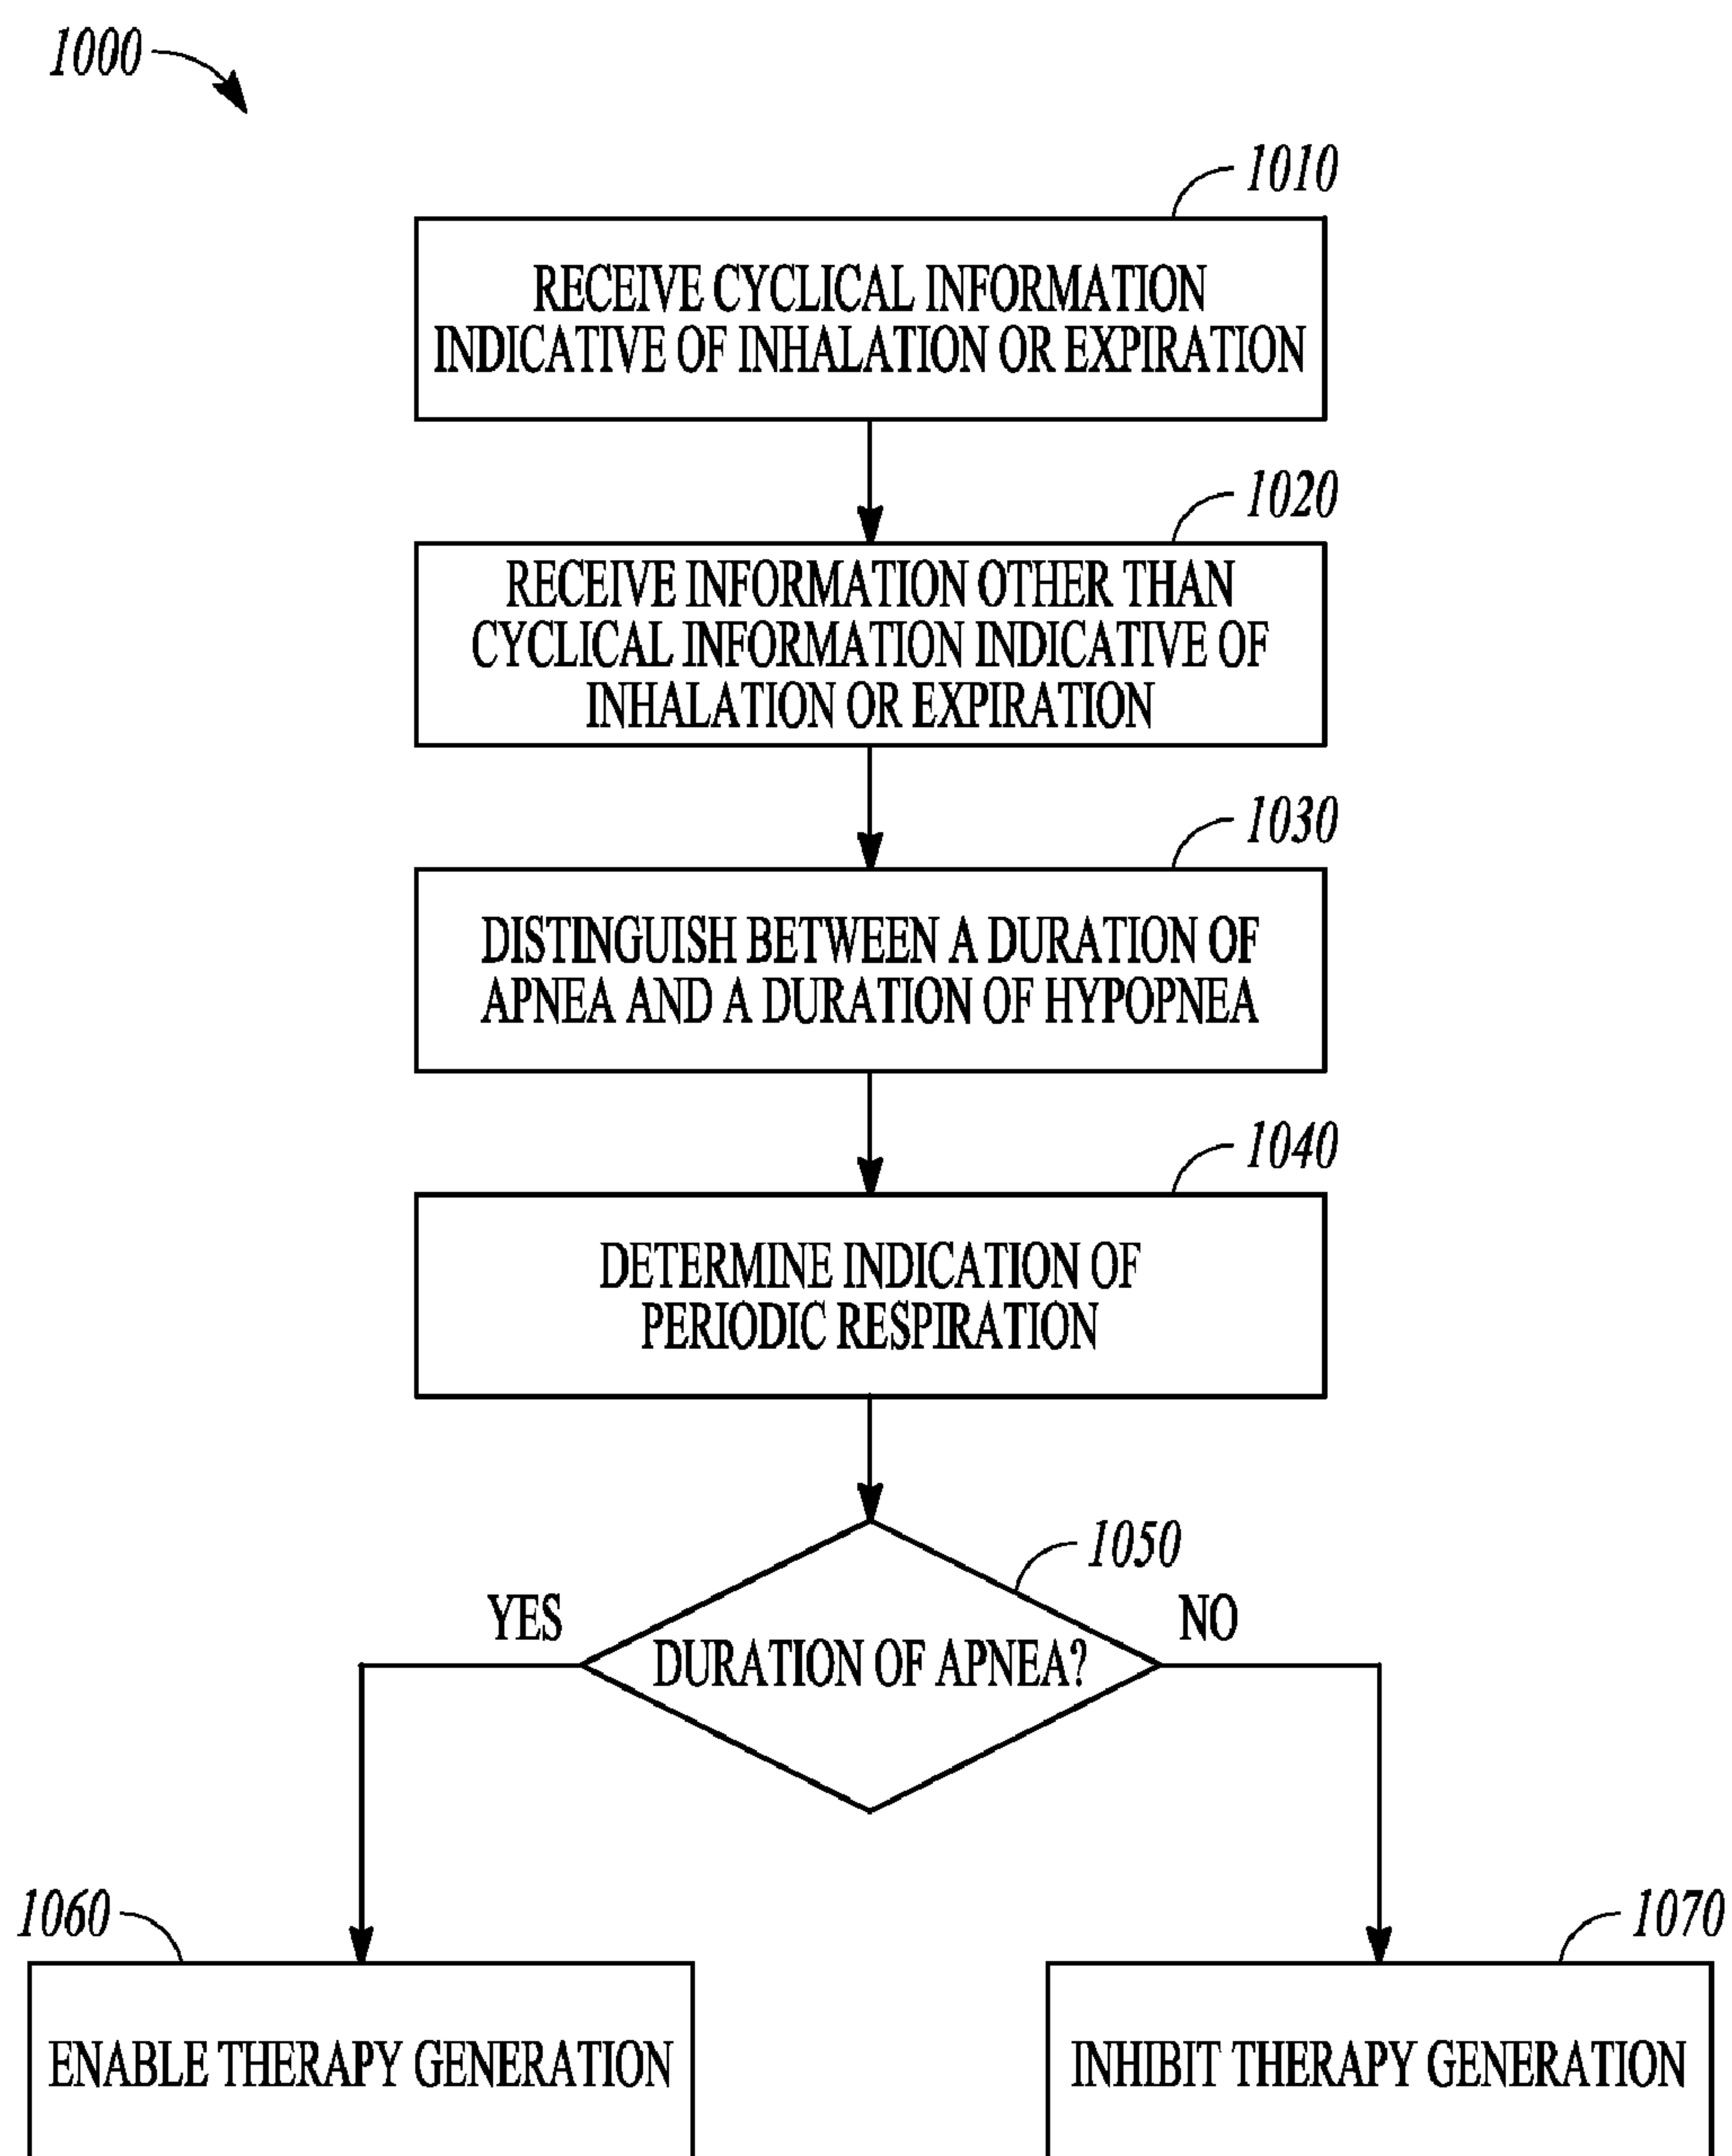 1000
1010
RECEIVE CYCLICAL INFORMATION
INDICATIVE OF INHALATION OR EXPIRATION
1020
RECEIVE INFORMATION OTHER THAN
CYCLICAL INFORMATION INDICATIVE OF
INHALATION OR EXPIRATION
1030
DISTINGUISH BETWEEN A DURATION OF
APNEA AND A DURATION OF HYPOPNEA
1040
DETERMINE INDICATION OF
PERIODIC RESPIRATION
1050
YES
NO
DURATION OF APNEA?
1060
1070
ENABLE THERAPY GENERATION
INHIBIT THERAPY GENERATION